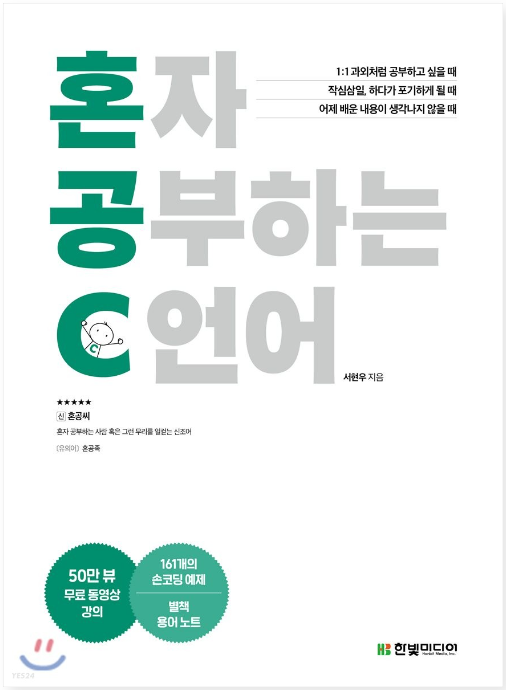 1:1 과외처럼 공부하고 싶을 때
작심삼일, 하다가 포기하게 될 때
어제 배운 내용이 생각나지 않을 때
혼자
공부하는
C 언어
C
서현우 지음
★★★★★
신 혼공씨
혼자 공부하는 사람 혹은 그런 무리를 일컫는 신조어
(유의어) 혼공족
50만 뷰
무료 동영상
강의
161개의
손코딩 예제
별책
용어 노트
YES24
HB 한빛미디어
Hanbit Media, Inc.